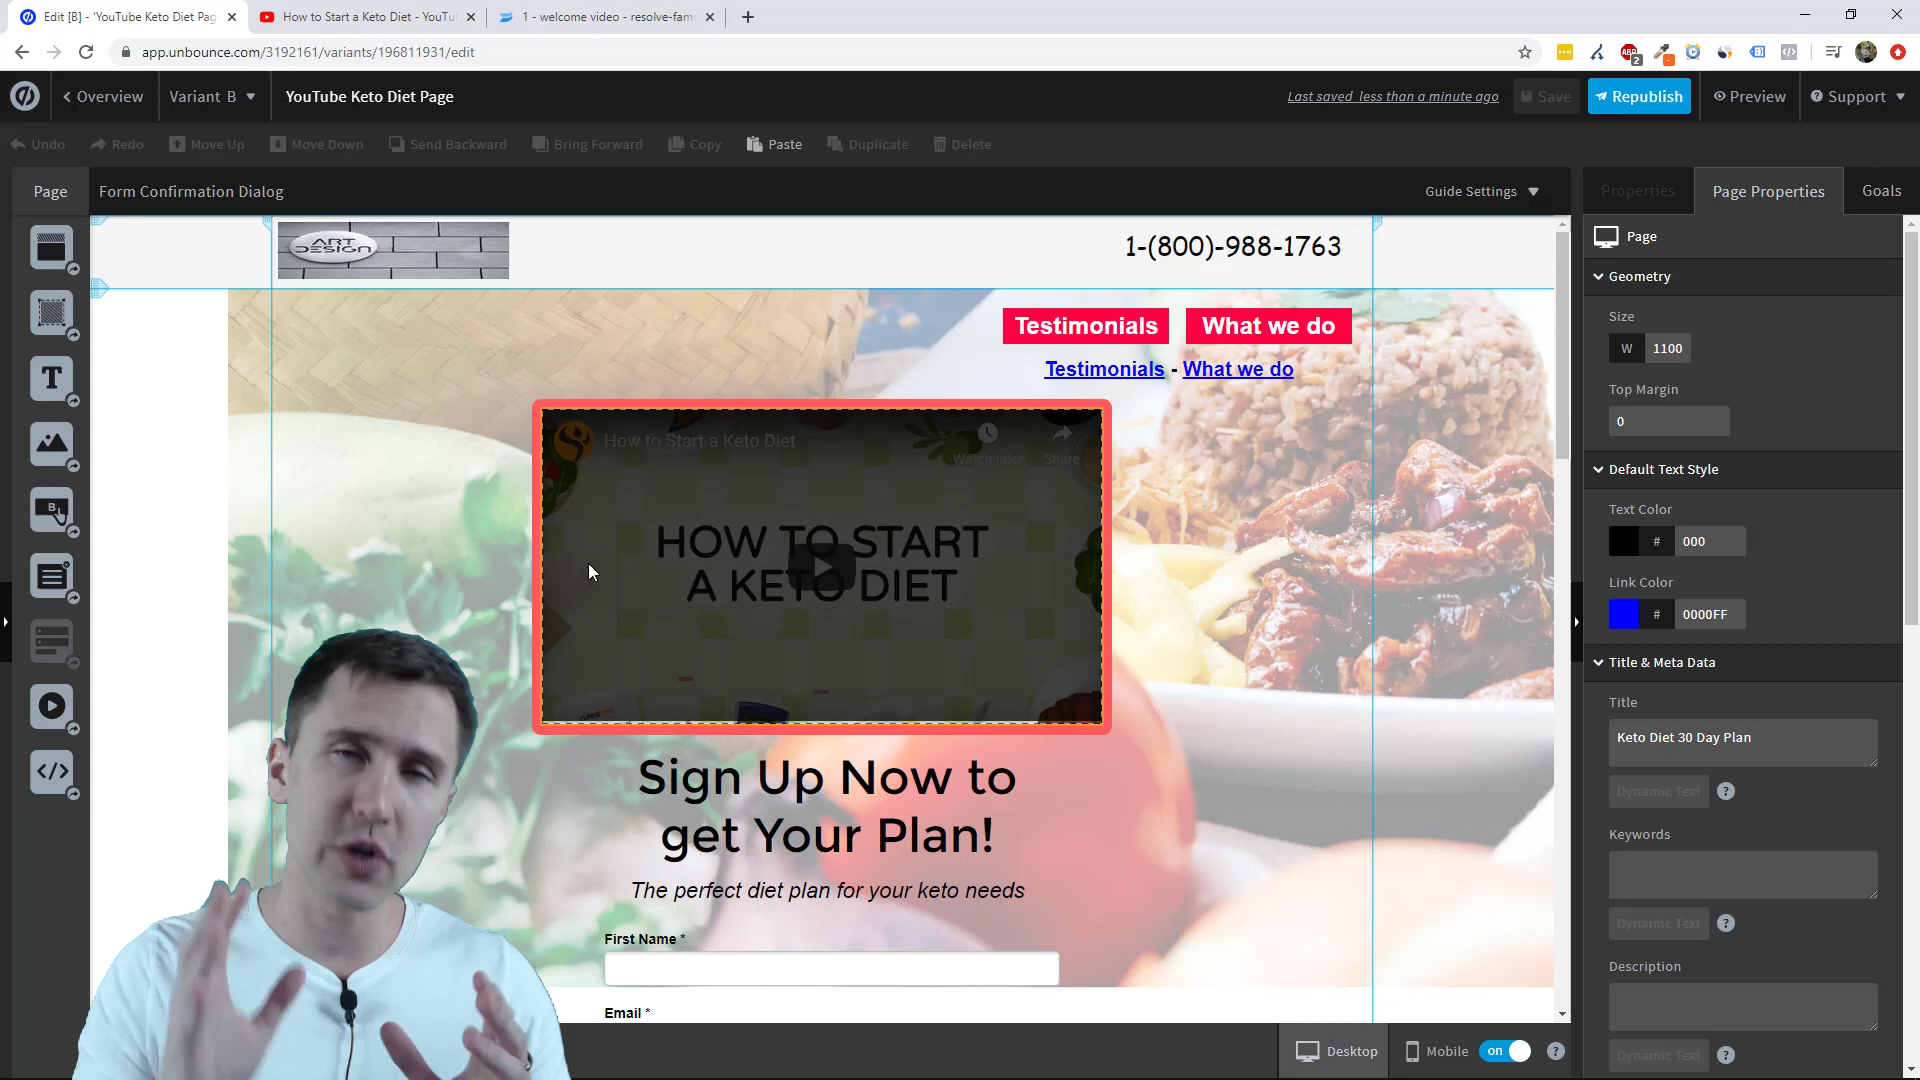 Edit [B] - 'YouTube Keto Diet Pag
How to Start a Keto Diet - YouTu
1 - welcome video - resolve-fam
app.unbounce.com/3192161/variants/196811931/edit
ABP
2
Overview
Variant B
YouTube Keto Diet Page
Last saved less than a minute ago
Save
Republish
Preview
Support
Undo
Redo
Move Up
Move Down
Send Backward
Bring Forward
Copy
Paste
Duplicate
Delete
Page
Form Confirmation Dialog
Guide Settings
Properties
Page Properties
Goals
ART
DESIGN
1-(800)-988-1763
Testimonials
What we do
Testimonials - What we do
How to Start a Keto Diet
Watch later
Share
HOW TO START
A KETO DIET
Sign Up Now to
get Your Plan!
The perfect diet plan for your keto needs
First Name *
Email *
T
B
Page
Geometry
Size
W 1100
Top Margin
0
Default Text Style
Text Color
# 000
Link Color
# 0000FF
Title & Meta Data
Title
Keto Diet 30 Day Plan
Dynamic Text ?
Keywords
Dynamic Text ?
Description
Dynamic Text ?
Desktop
Mobile
on
?